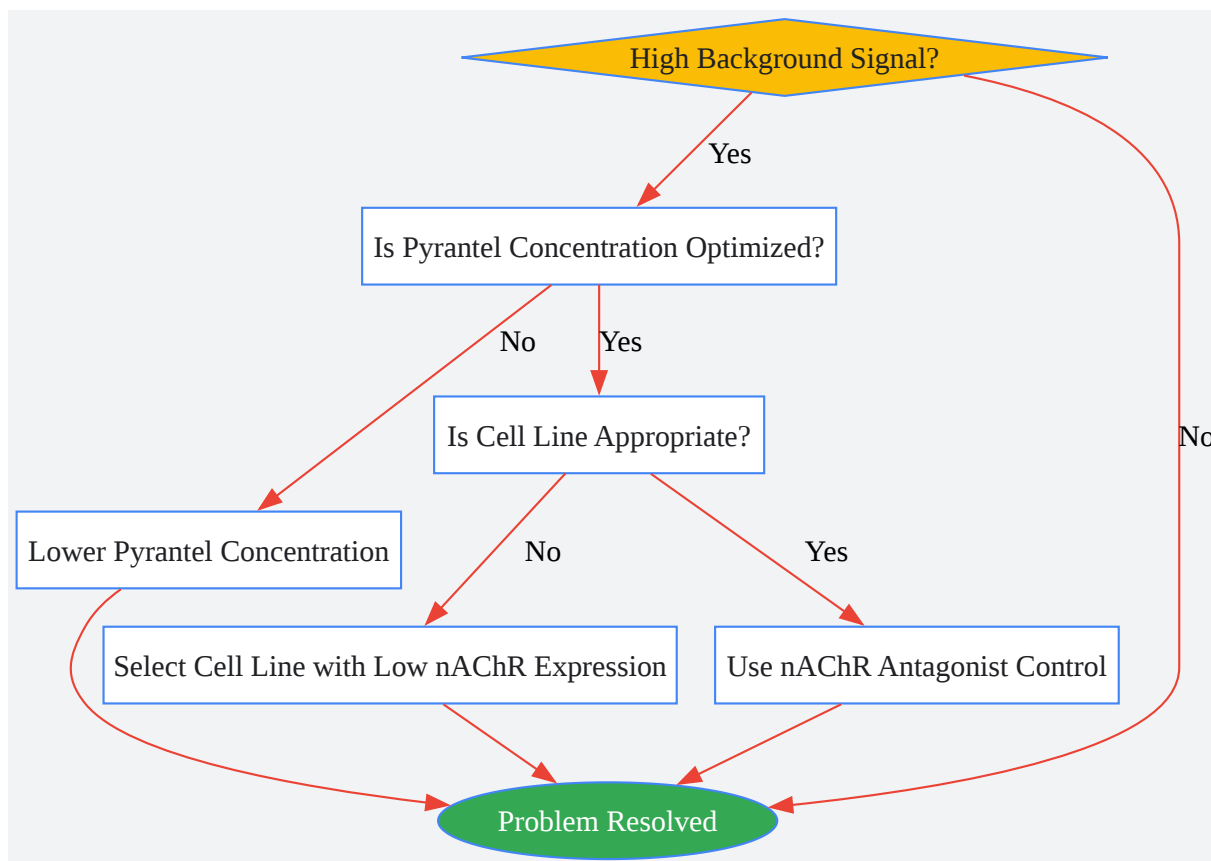 High Background Signal?
Yes
Is Pyrantel Concentration Optimized?
No
Yes
Is Cell Line Appropriate?
No
Lower Pyrantel Concentration
No
Yes
Select Cell Line with Low nAChR Expression
Use nAChR Antagonist Control
Problem Resolved